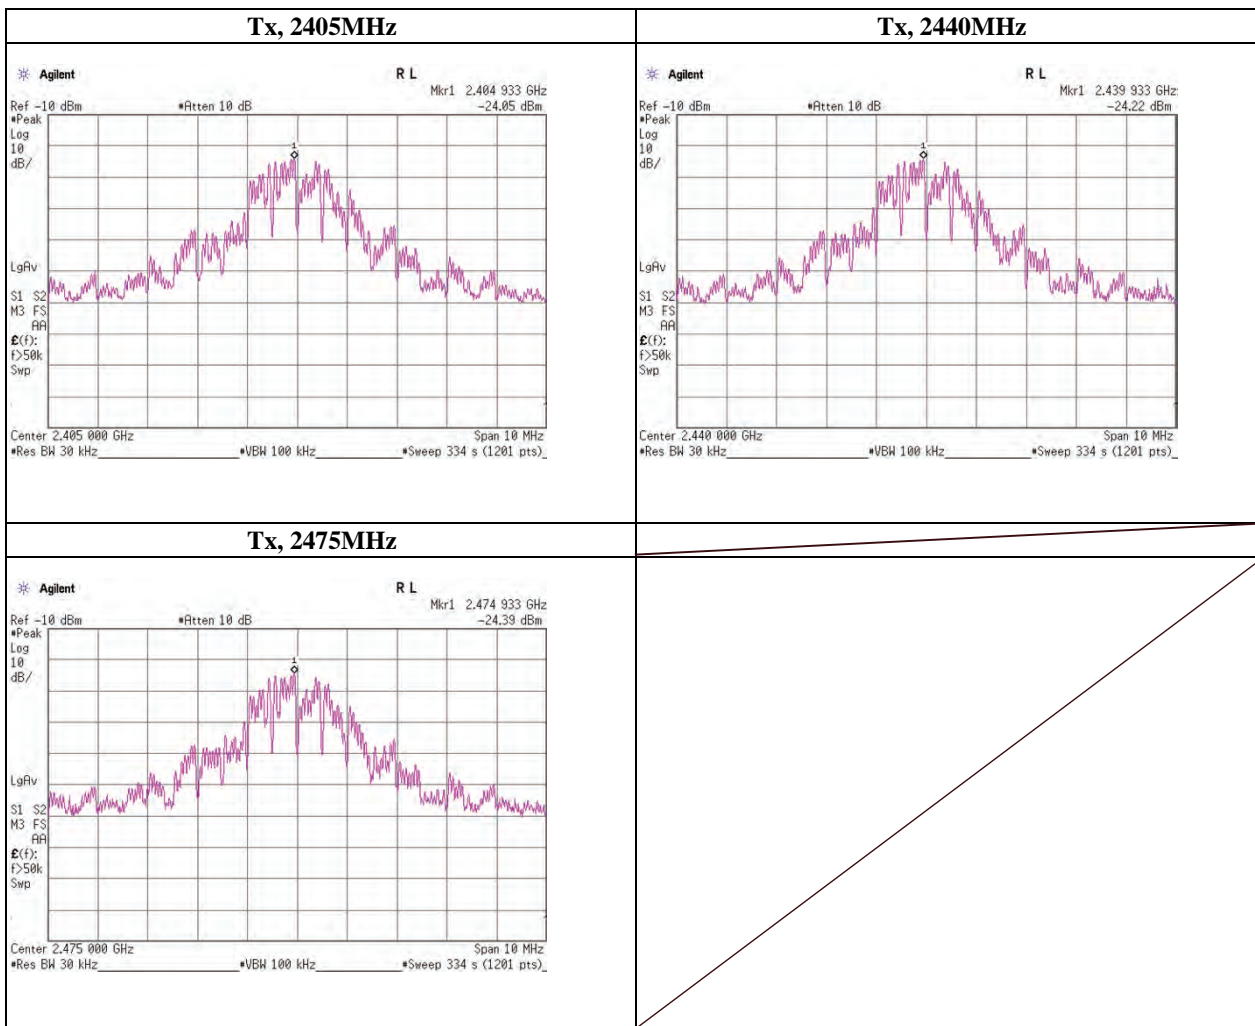 Tx, 2405MHz
Agilent R L
Mkr1 2.404 933 GHz
Ref -10 dBm #Atten 10 dB -24.05 dBm
#Peak
Log
10
dB/
1
LgAv
S1 S2
M3 FS
AA
£(f):
f>50k
Swp
Center 2.405 000 GHz Span 10 MHz
#Res BW 30 kHz #VBW 100 kHz #Sweep 334 s (1201 pts)
Tx, 2440MHz
Agilent R L
Mkr1 2.439 933 GHz
Ref -10 dBm #Atten 10 dB -24.22 dBm
#Peak
Log
10
dB/
1
LgAv
S1 S2
M3 FS
AA
£(f):
f>50k
Swp
Center 2.440 000 GHz Span 10 MHz
#Res BW 30 kHz #VBW 100 kHz #Sweep 334 s (1201 pts)
Tx, 2475MHz
Agilent R L
Mkr1 2.474 933 GHz
Ref -10 dBm #Atten 10 dB -24.39 dBm
#Peak
Log
10
dB/
1
LgAv
S1 S2
M3 FS
AA
£(f):
f>50k
Swp
Center 2.475 000 GHz Span 10 MHz
#Res BW 30 kHz #VBW 100 kHz #Sweep 334 s (1201 pts)